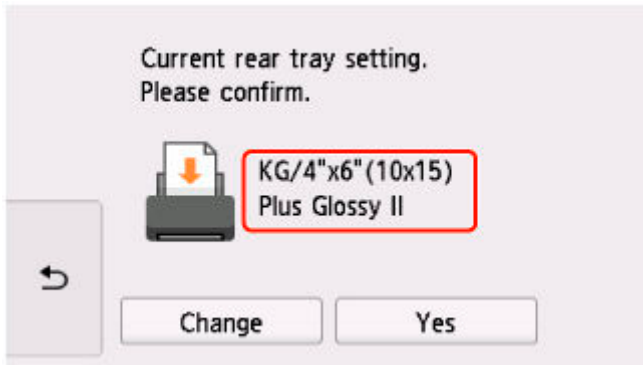 Current rear tray setting.
Please confirm.
KG/4"x6"(10x15)
Plus Glossy II
Change
Yes